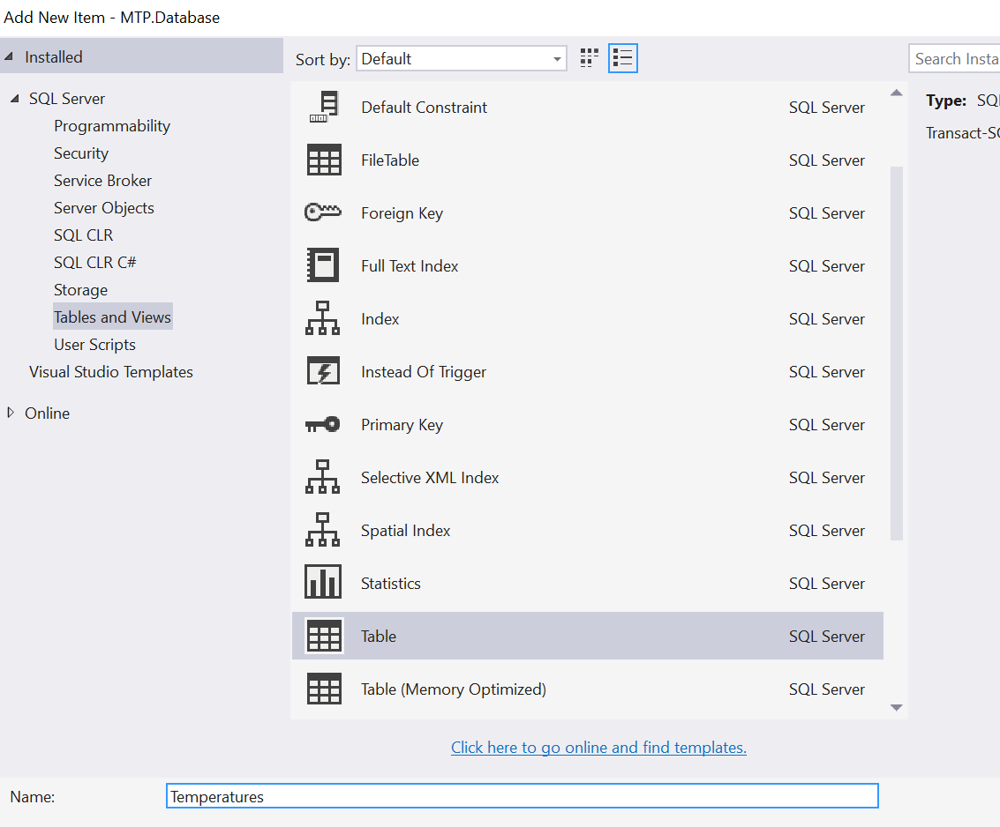 Add New Item - MTP.Database
Installed
Sort by: Default
Search Insta
SQL Server
Programmability
Security
Service Broker
Server Objects
SQL CLR
SQL CLR C#
Storage
Tables and Views
User Scripts
Visual Studio Templates
Online
Default Constraint SQL Server
FileTable SQL Server
Foreign Key SQL Server
Full Text Index SQL Server
Index SQL Server
Instead Of Trigger SQL Server
Primary Key SQL Server
Selective XML Index SQL Server
Spatial Index SQL Server
Statistics SQL Server
Table SQL Server
Table (Memory Optimized) SQL Server
Click here to go online and find templates.
Type: SQL
Transact-SQ
Name: Temperatures